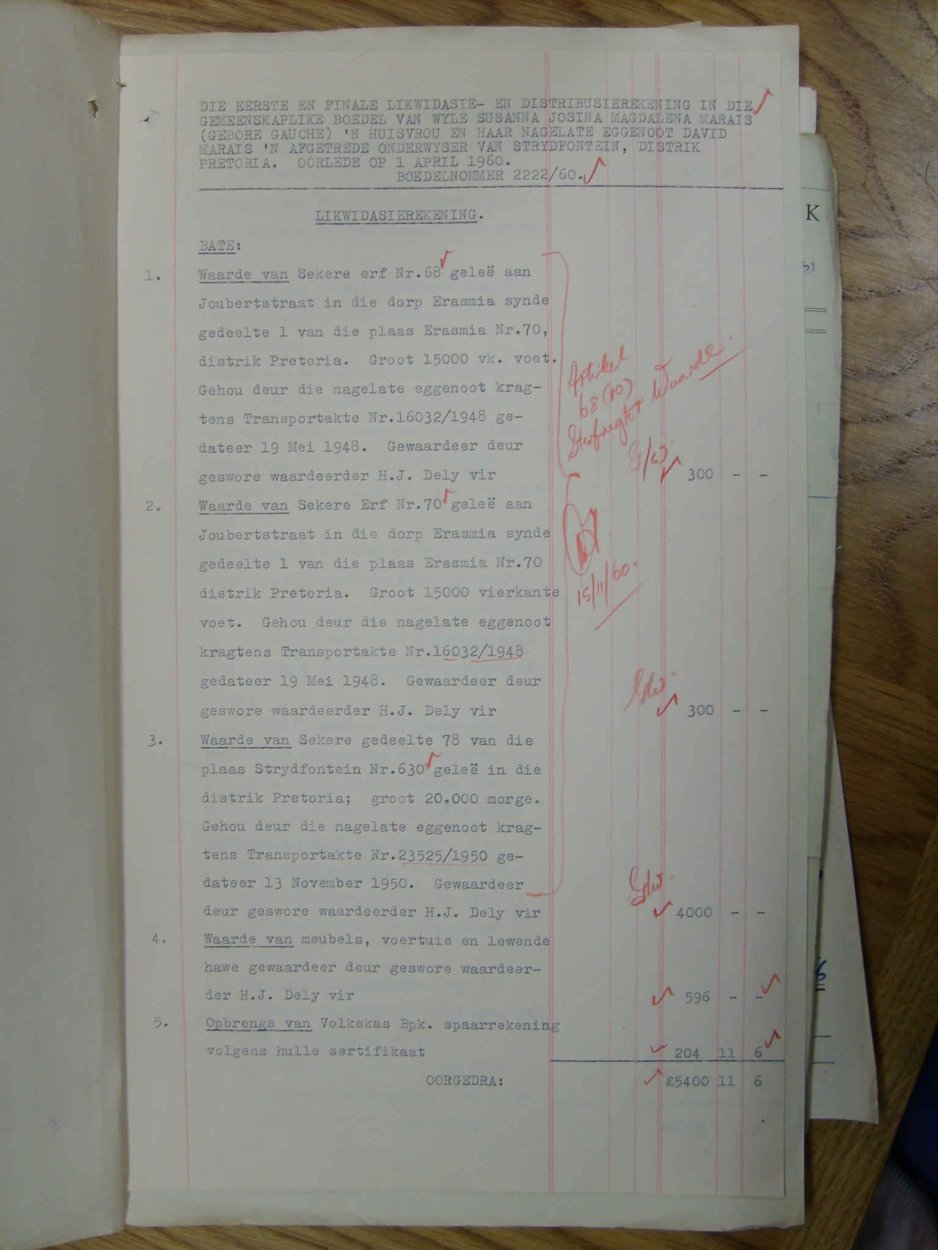 DIE EERSTE EN FINALE LIKWIDASIE- EN DISTRIBUSIEREKENING IN DIE
GEMEENSKAPLIKE BOEDEL VAN WYLE SUSANNA JOSINA MAGDALENA MARAIS
(GEBORE GAUCHE) 'N HUISVROU EN HAAR NAGELATE EGGENOOT DAVID
MARAIS 'N AFGETREDE ONDERWYSER VAN STRYDFONTEIN, DISTRIK
PRETORIA. OORLEDE OP 1 APRIL 1960.
BOEDELNOMMER 2222/60.
LIKWIDASIEREKENING.
BATE:
1. Waarde van Sekere erf Nr.68 geleë aan
Joubertstraat in die dorp Erasmia synde
gedeelte 1 van die plaas Erasmia Nr.70,
distrik Pretoria. Groot 15000 vk. voet.
Gehou deur die nagelate eggenoot krag-
tens Transportakte Nr.16032/1948 ge-
dateer 19 Mei 1948. Gewaardeer deur
geswore waardeerder H.J. Dely vir 300 - -
2. Waarde van Sekere Erf Nr.70 geleë aan
Joubertstraat in die dorp Erasmia synde
gedeelte 1 van die plaas Erasmia Nr.70
distrik Pretoria. Groot 15000 vierkante
voet. Gehou deur die nagelate eggenoot
kragtens Transportakte Nr.16032/1948
gedateer 19 Mei 1948. Gewaardeer deur
geswore waardeerder H.J. Dely vir 300 - -
3. Waarde van Sekere gedeelte 78 van die
plaas Strydfontein Nr.630 geleë in die
distrik Pretoria; groot 20.000 morge.
Gehou deur die nagelate eggenoot krag-
tens Transportakte Nr.23525/1950 ge-
dateer 13 November 1950. Gewaardeer
deur geswore waardeerder H.J. Dely vir 4000 - -
4. Waarde van meubels, voertuie en lewende
hawe gewaardeer deur geswore waardeer-
der H.J. Dely vir 596 - -
5. Opbrengs van Volkskas Bpk. spaarrekening
volgens hulle sertifikaat 204 11 6
OORGEDRA: £5400 11 6
Artikel
68(10)
Waarde.
15/11/60.
K